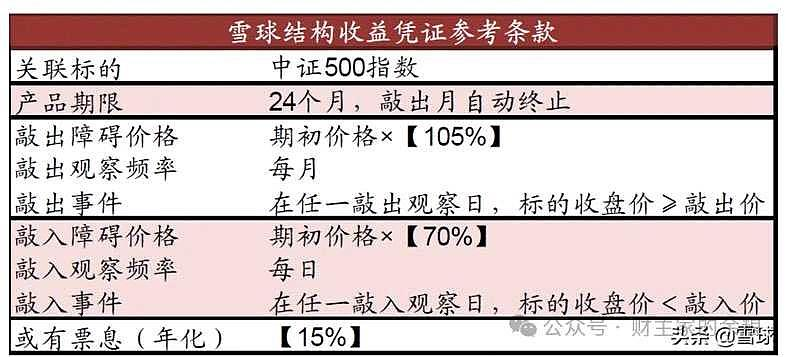 雪球结构收益凭证参考条款
关联标的 中证500指数
产品期限 24个月，敲出月自动终止
敲出障碍价格 期初价格×【105%】
敲出观察频率 每月
敲出事件 在任一敲出观察日，标的收盘价≥敲出价
敲入障碍价格 期初价格×【70%】
敲入观察频率 每日
敲入事件 在任一敲入观察日，标的收盘价<敲入价
或有票息（年化） 【15%】
公众号·财主家的余粮
头条@雪球